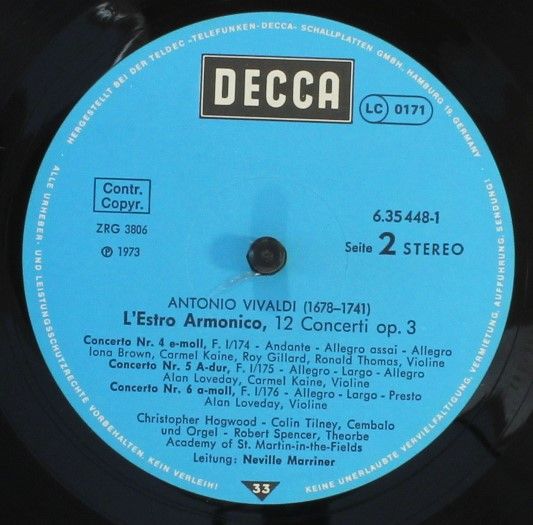 HERGESTELLT BEI DER TELDEC »TELEFUNKEN-DECCA« SCHALLPLATTEN GMBH, HAMBURG 19 GERMANY
DECCA
LC 0171
Contr.
Copyr.
6.35 448-1
ZRG 3806
Seite 2 STEREO
℗ 1973
ANTONIO VIVALDI (1678–1741)
L'Estro Armonico, 12 Concerti op. 3
Concerto Nr. 4 e-moll, F. I/174 - Andante - Allegro assai - Allegro
Iona Brown, Carmel Kaine, Roy Gillard, Ronald Thomas, Violine
Concerto Nr. 5 A-dur, F. I/175 - Allegro - Largo - Allegro
Alan Loveday, Carmel Kaine, Violine
Concerto Nr. 6 a-moll, F. I/176 - Allegro - Largo - Presto
Alan Loveday, Violine
Christopher Hogwood - Colin Tilney, Cembalo
und Orgel - Robert Spencer, Theorbe
Academy of St. Martin-in-the-Fields
Leitung: Neville Marriner
33
ALLE URHEBER- UND LEISTUNGSSCHUTZRECHTE VORBEHALTEN. KEIN VERLEIH! KEINE UNERLAUBTE VERVIELFÄLTIGUNG, VERMIETUNG, AUFFÜHRUNG, SENDUNG!